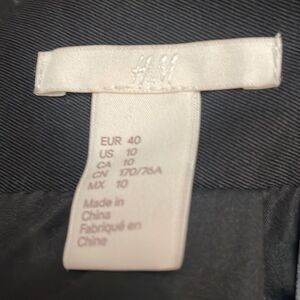 H&M
EUR 40
US 10
CA 10
CN 170/76A
MX 10
Made in
China
Fabriqué en
Chine